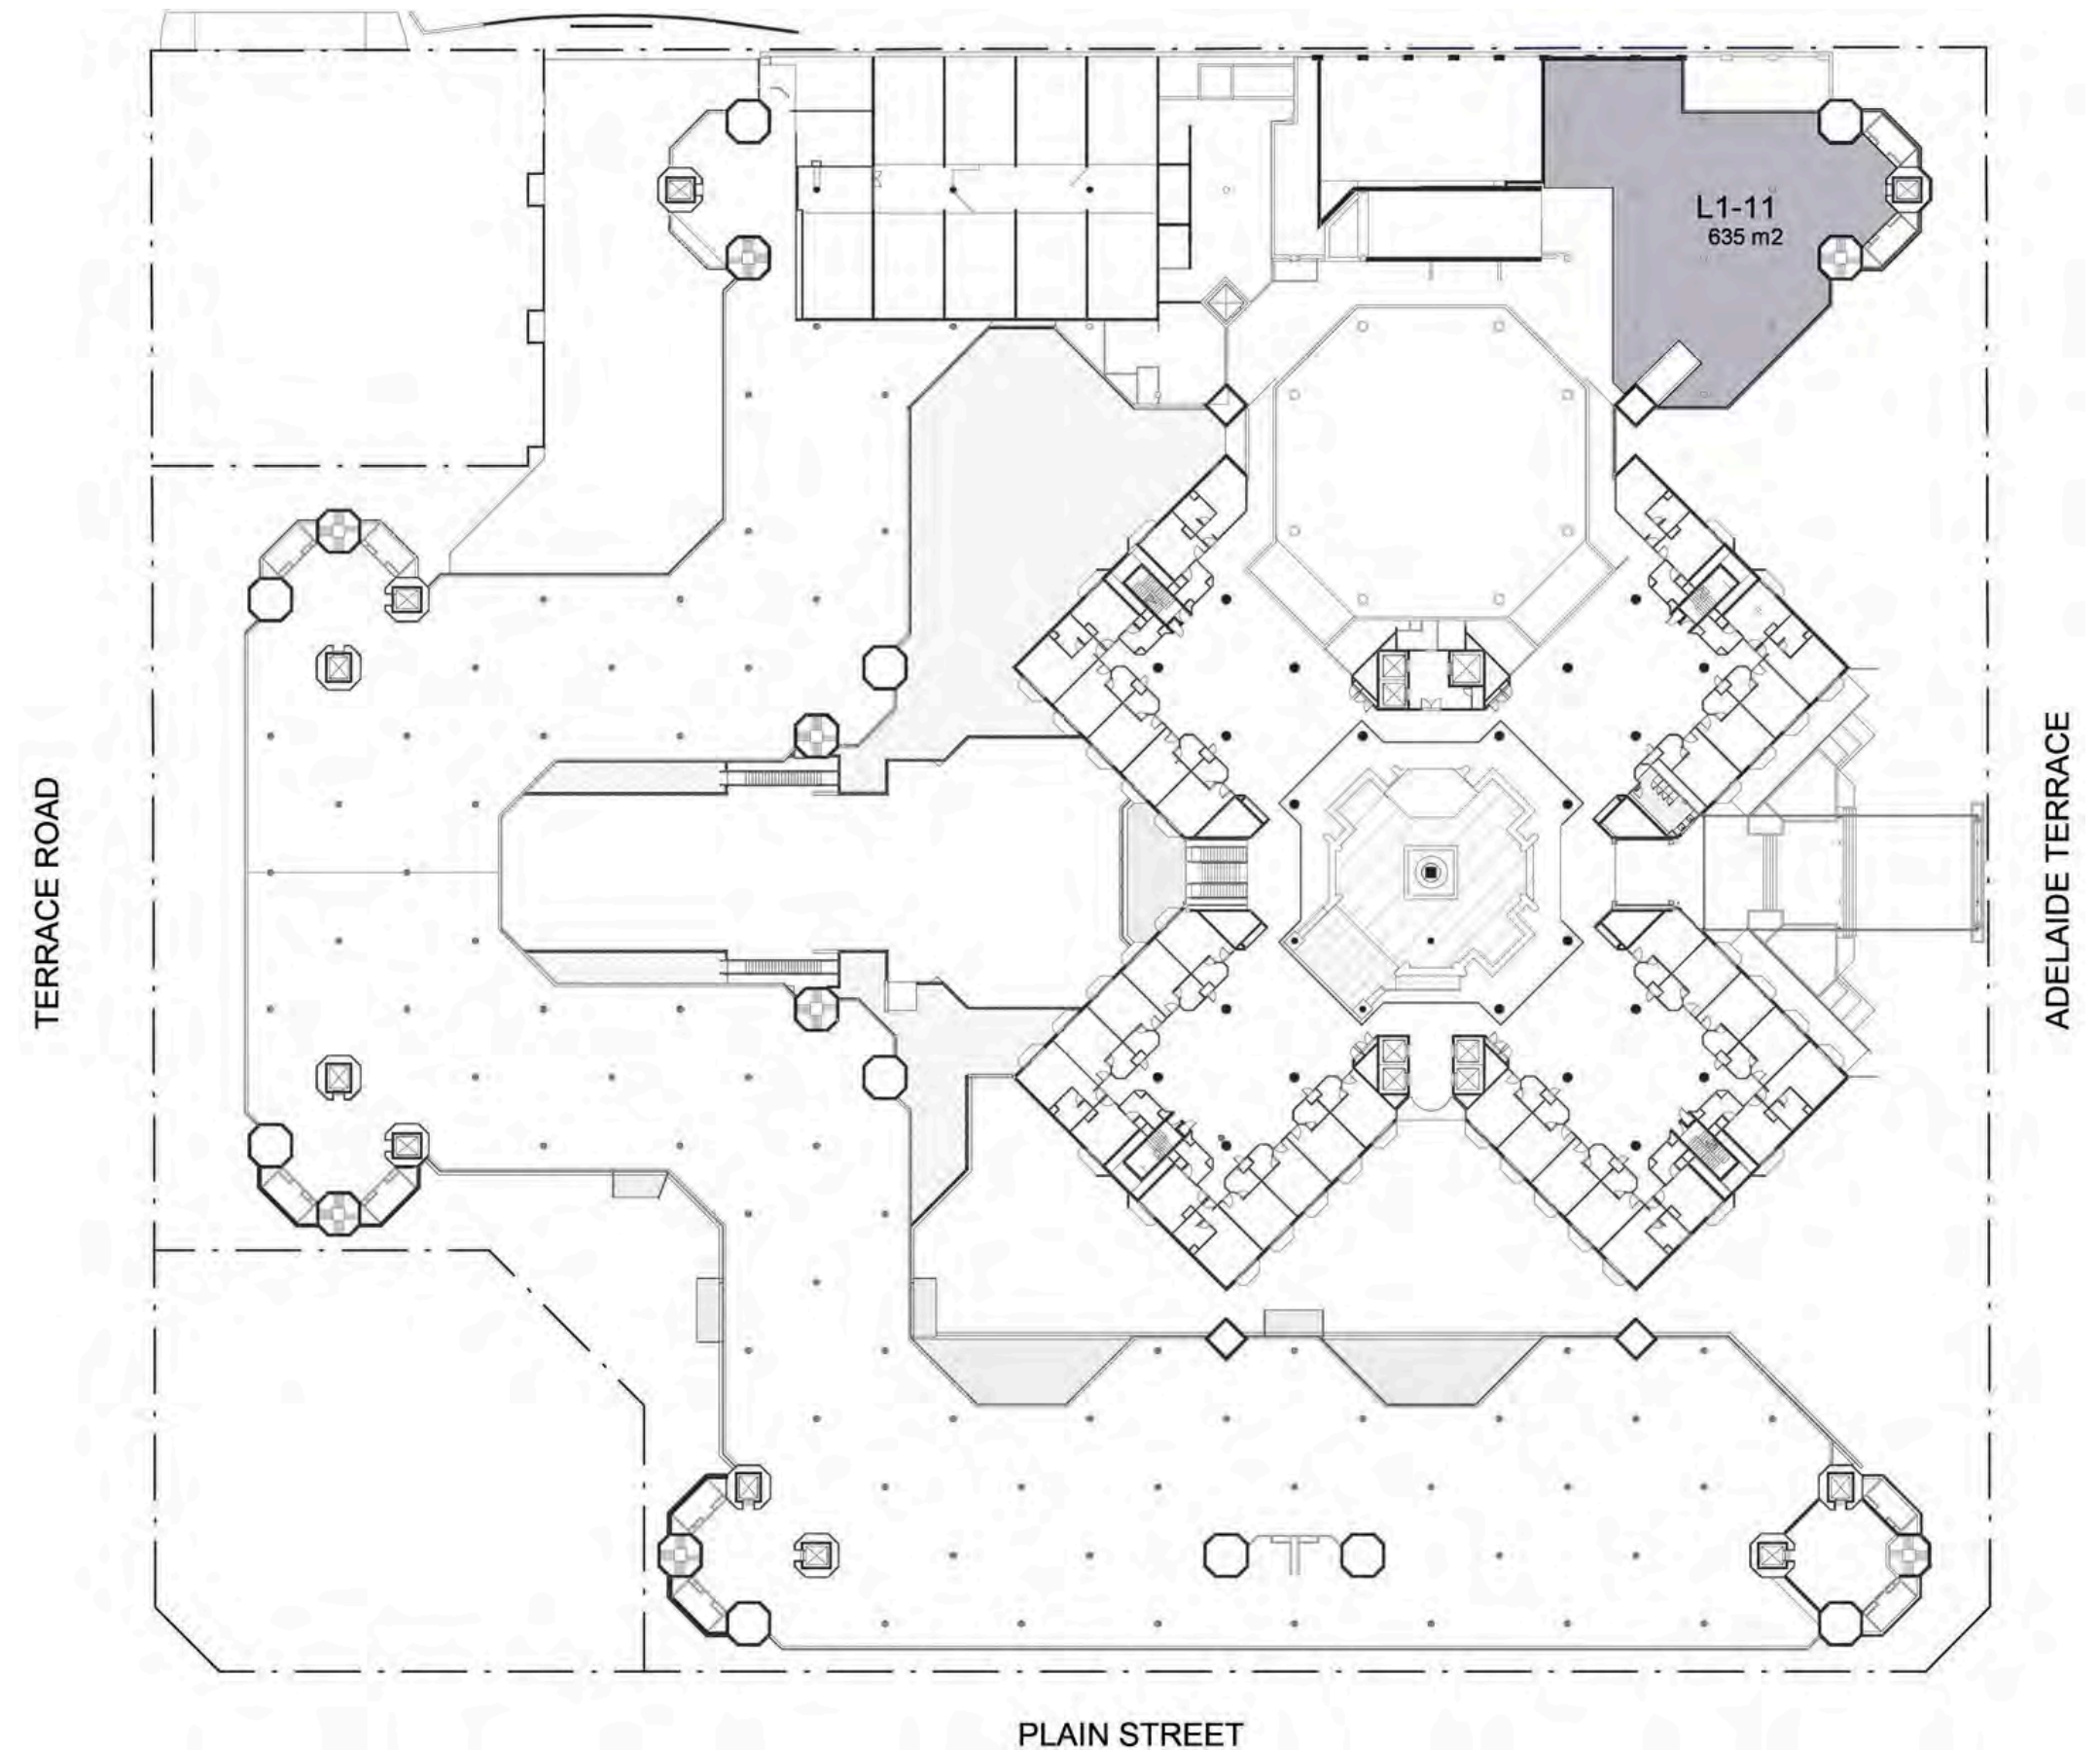 L1-11
635 m2
TERRACE ROAD
ADELAIDE TERRACE
PLAIN STREET